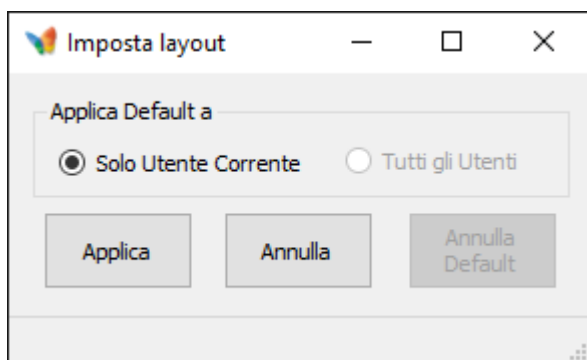 Imposta layout
Applica Default a
Solo Utente Corrente Tutti gli Utenti
Applica Annulla Annulla
Default